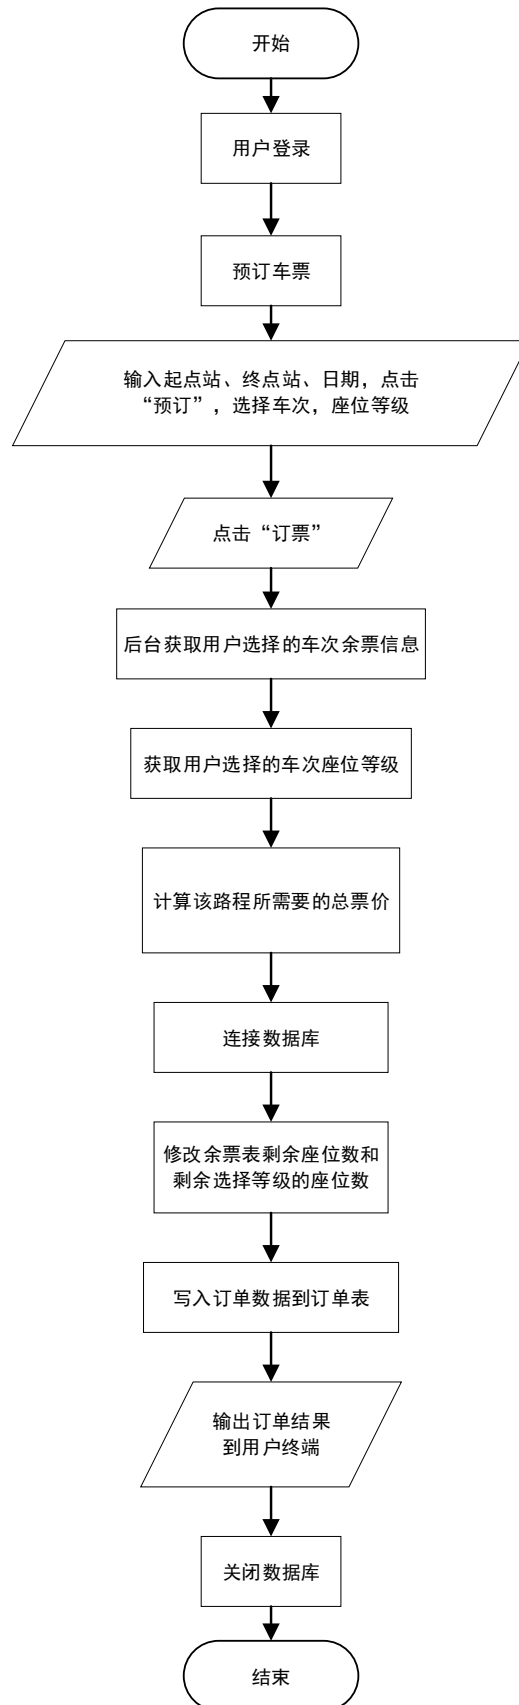 开始
用户登录
预订车票
输入起点站、终点站、日期，点击
“预订”，选择车次，座位等级
点击“订票”
后台获取用户选择的车次余票信息
获取用户选择的车次座位等级
计算该路程所需要的总票价
连接数据库
修改余票表剩余座位数和
剩余选择等级的座位数
写入订单数据到订单表
输出订单结果
到用户终端
关闭数据库
结束